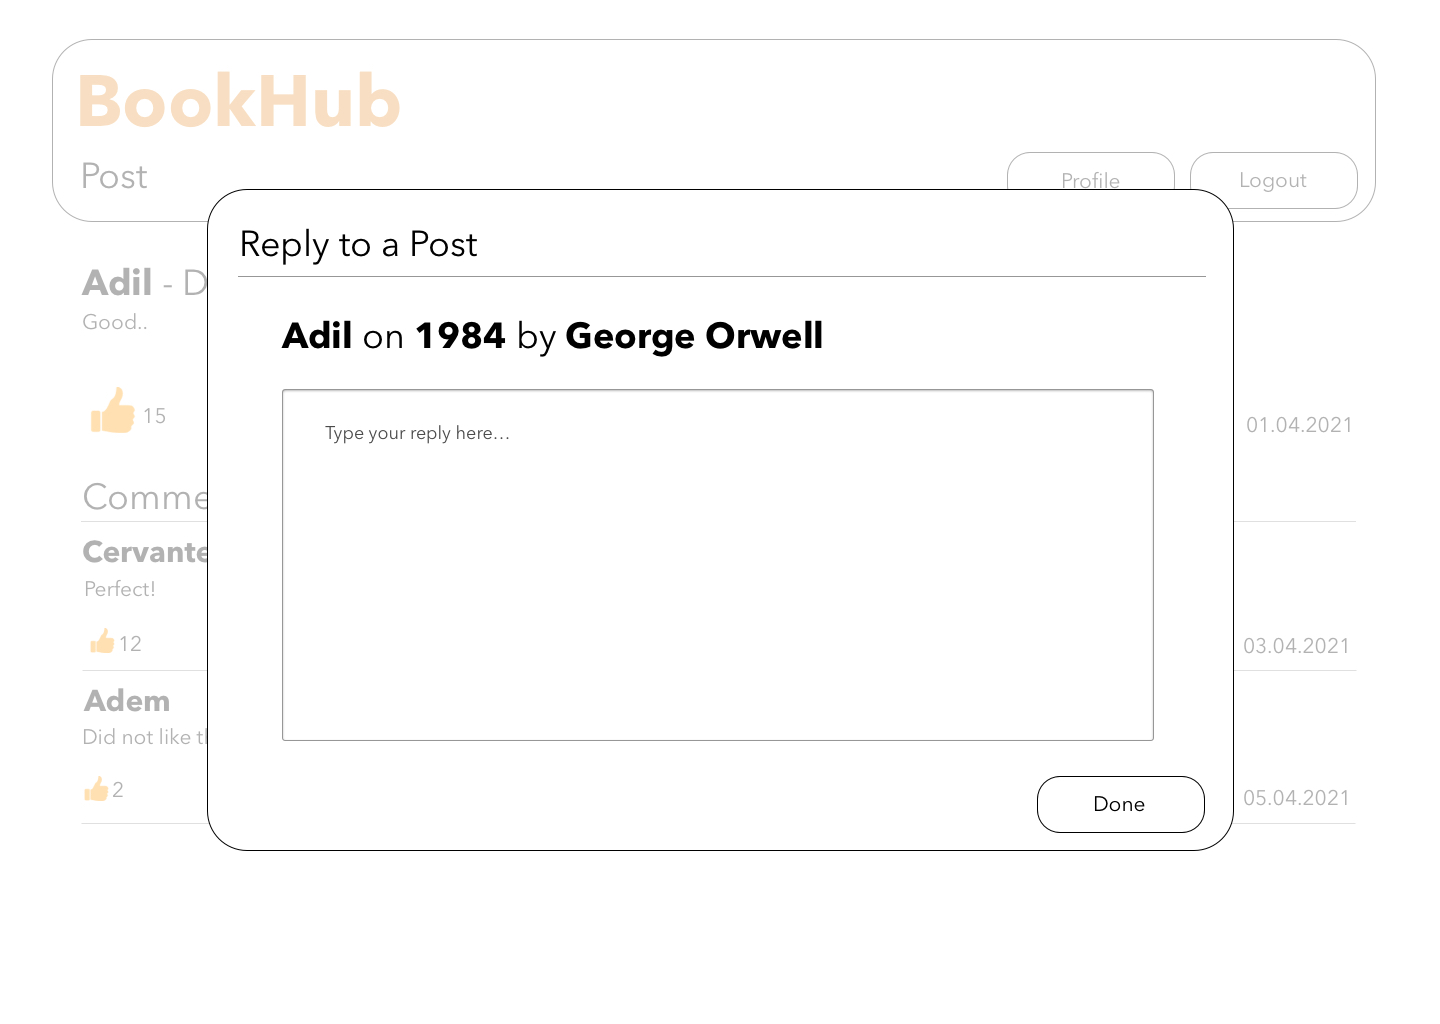 BookHub
Post
Profile
Logout
Reply to a Post
Adil - D
Good..
Adil on 1984 by George Orwell
Type your reply here...
15
01.04.2021
Comme
Cervante
Perfect!
12
03.04.2021
Adem
Did not like t
2
Done
05.04.2021